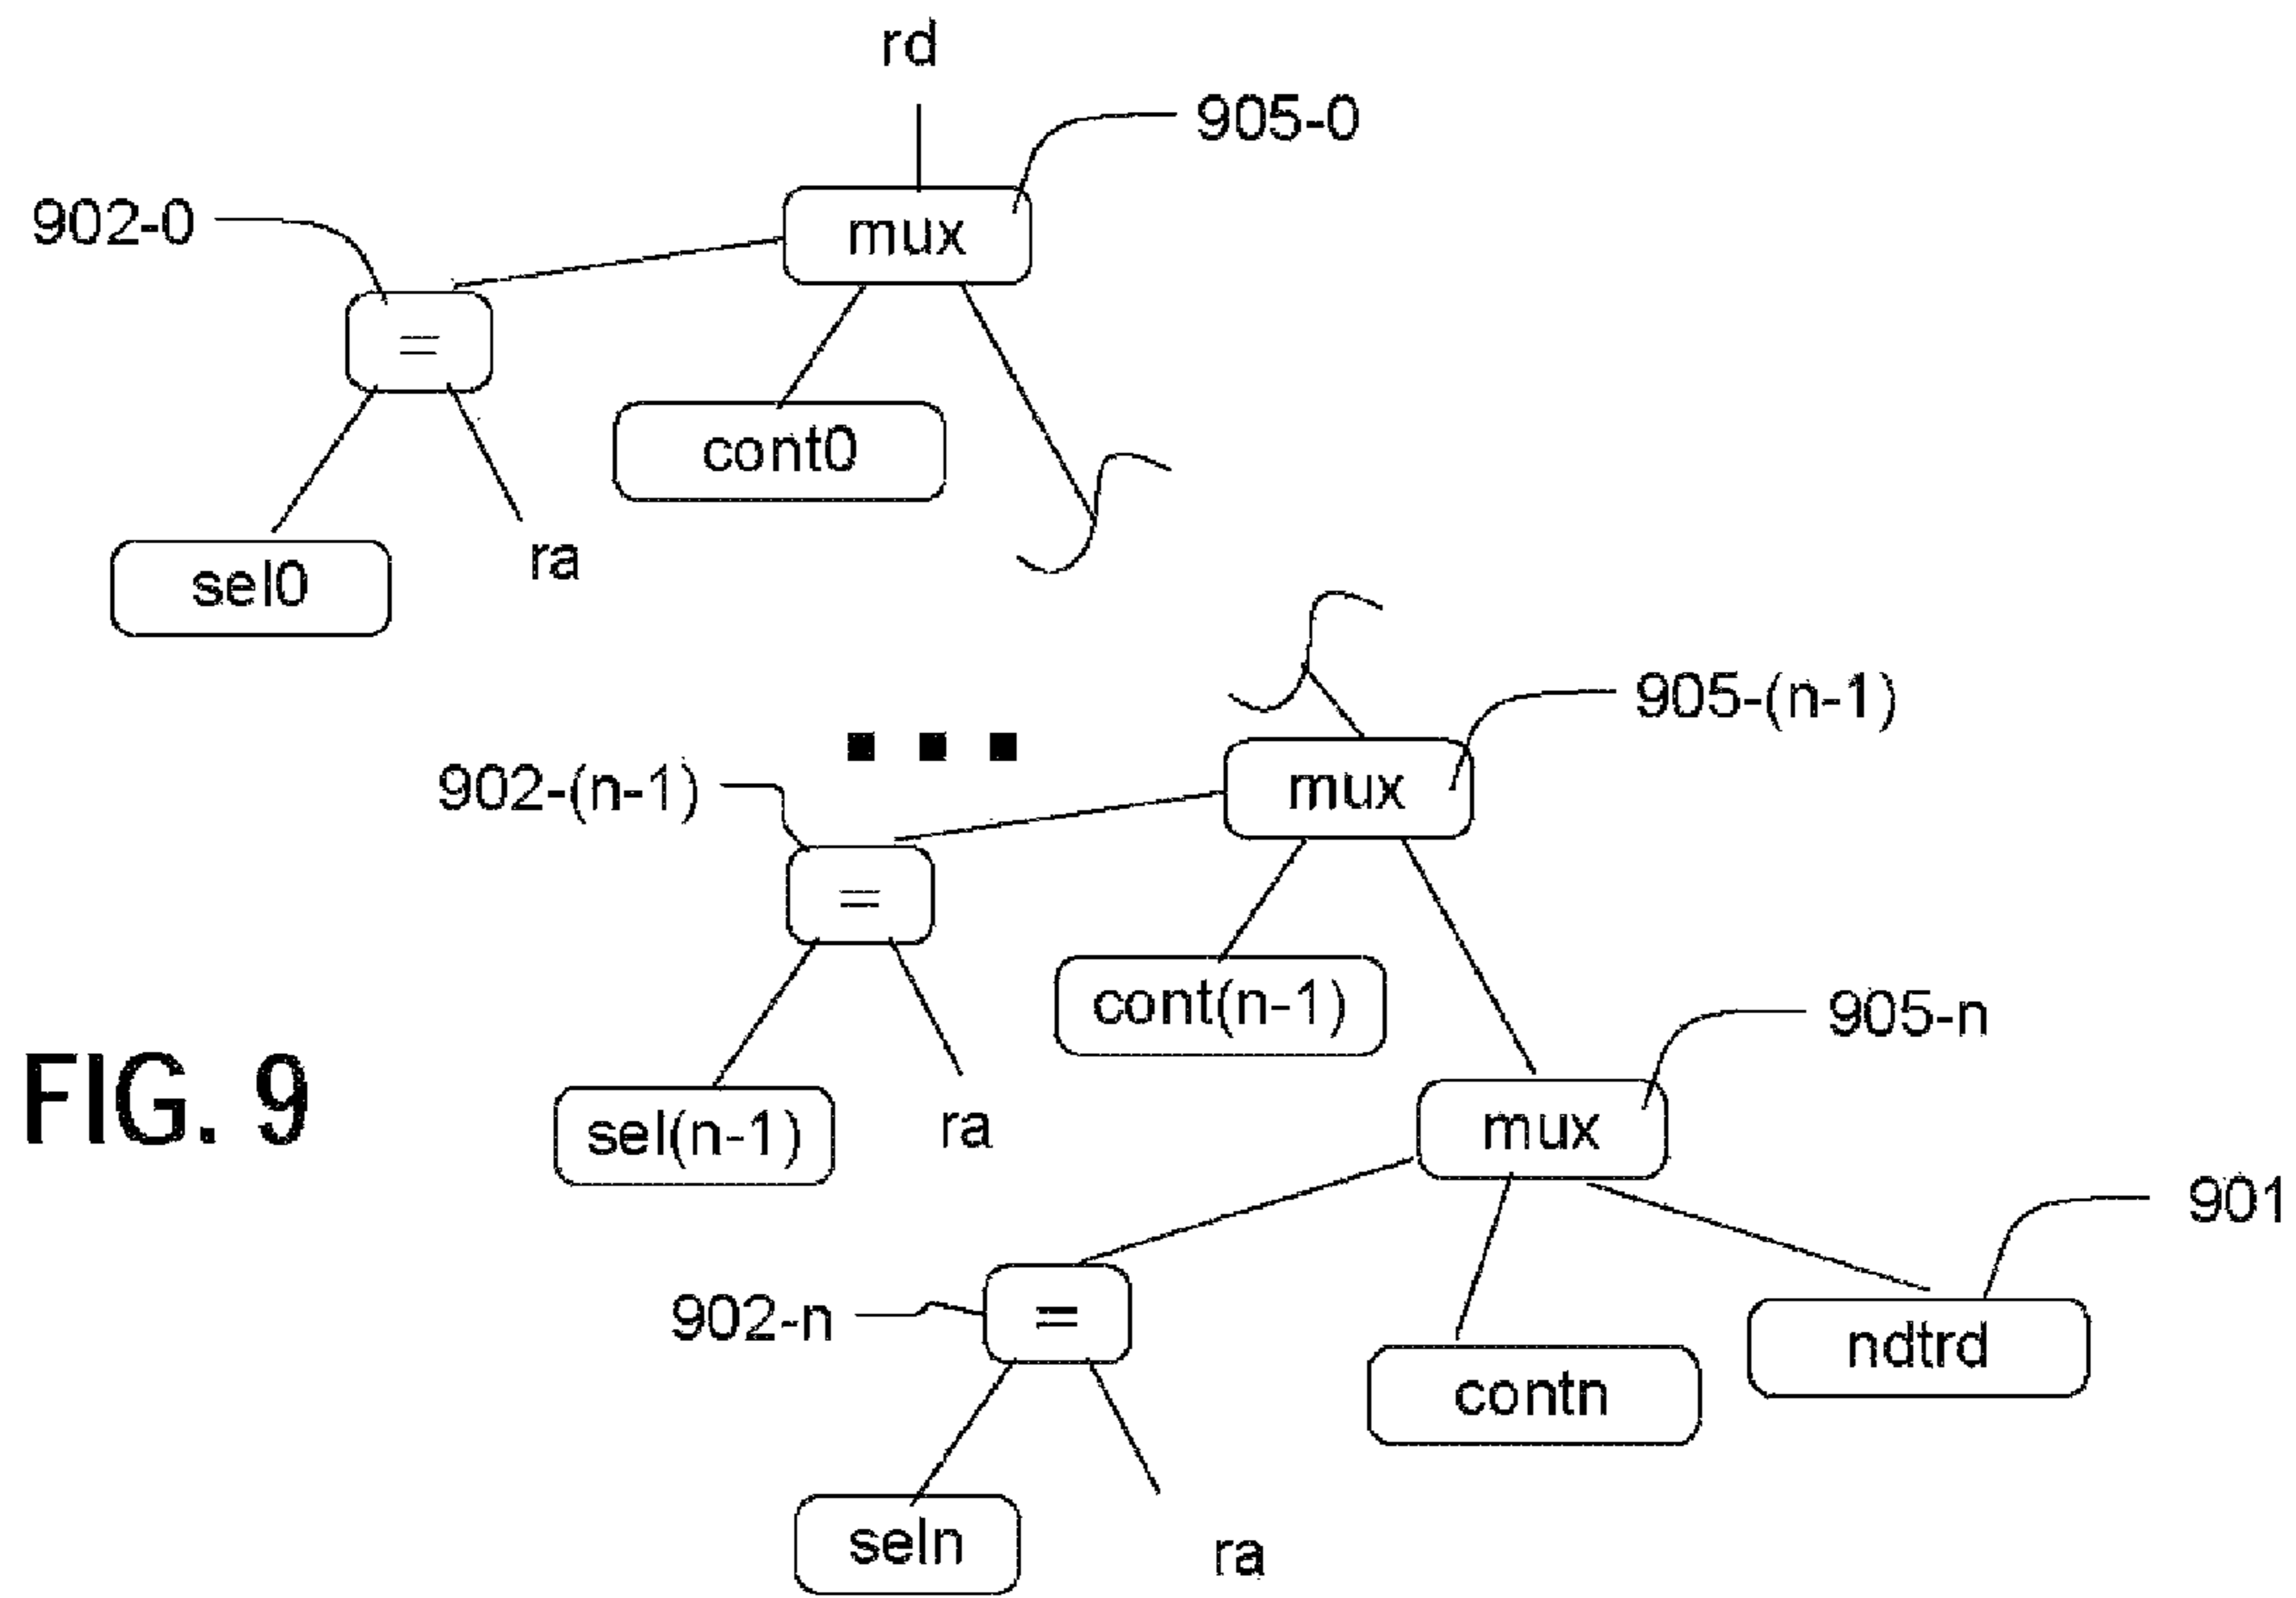 rd
905-0
902-0
mux
=
cont0
sel0
ra
905-(n-1)
902-(n-1)
mux
=
cont(n-1)
905-n
FIG. 9
sel(n-1)
ra
mux
901
902-n
=
contn
ndtrd
seln
ra